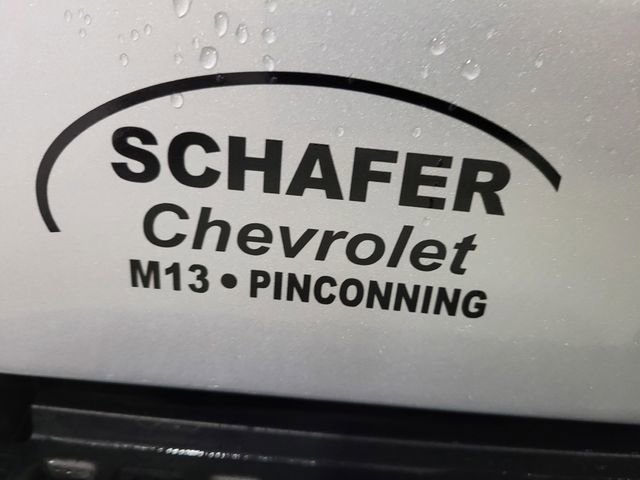 SCHAFER
Chevrolet
M13 • PINCONNING